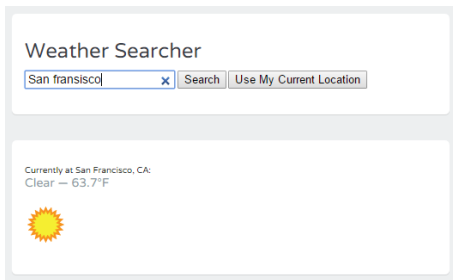 Weather Searcher
San fransisco Search Use My Current Location
Currently at San Francisco, CA:
Clear — 63.7°F